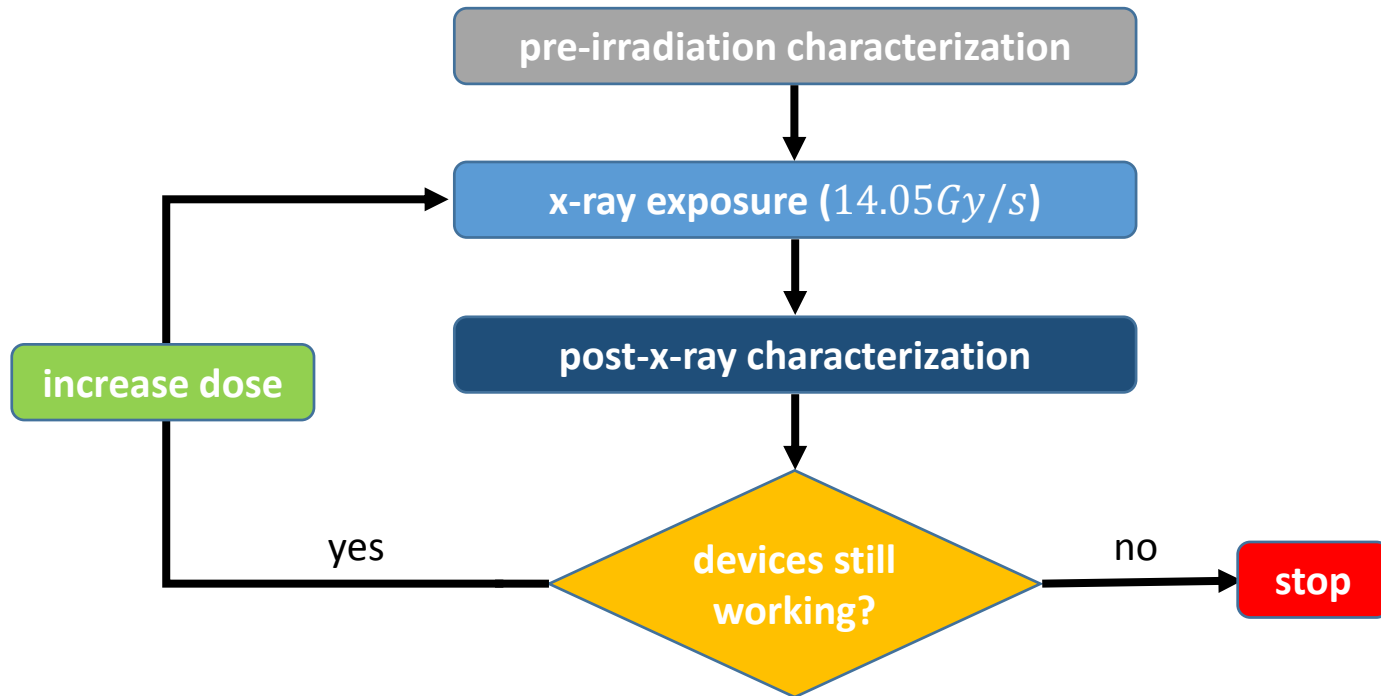 pre-irradiation characterization
x-ray exposure (14.05Gy/s)
post-x-ray characterization
increase dose
yes
devices still
working?
no
stop